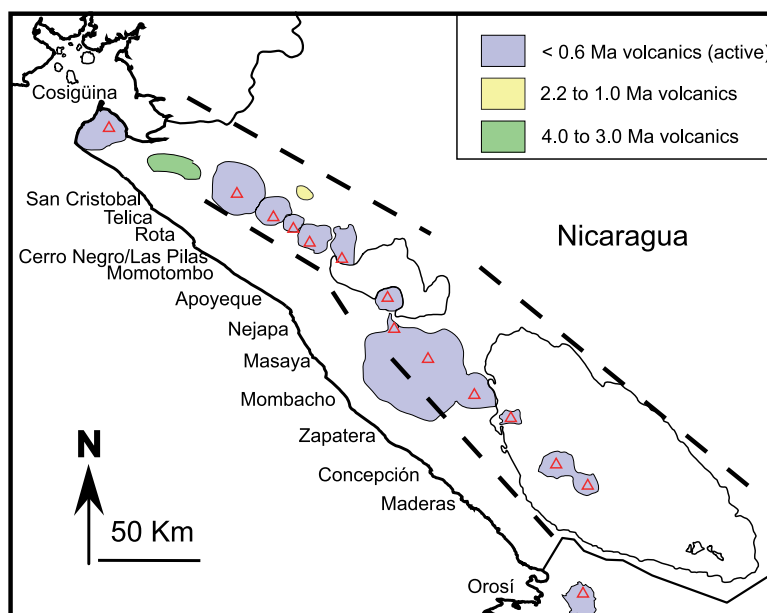 < 0.6 Ma volcanics (active)
2.2 to 1.0 Ma volcanics
4.0 to 3.0 Ma volcanics
Cosigüina
San Cristobal
Telica
Rota
Cerro Negro/Las Pilas
Momotombo
Apoyeque
Nejapa
Masaya
Mombacho
Zapatera
Concepción
Maderas
Orosí
Nicaragua
N
50 Km